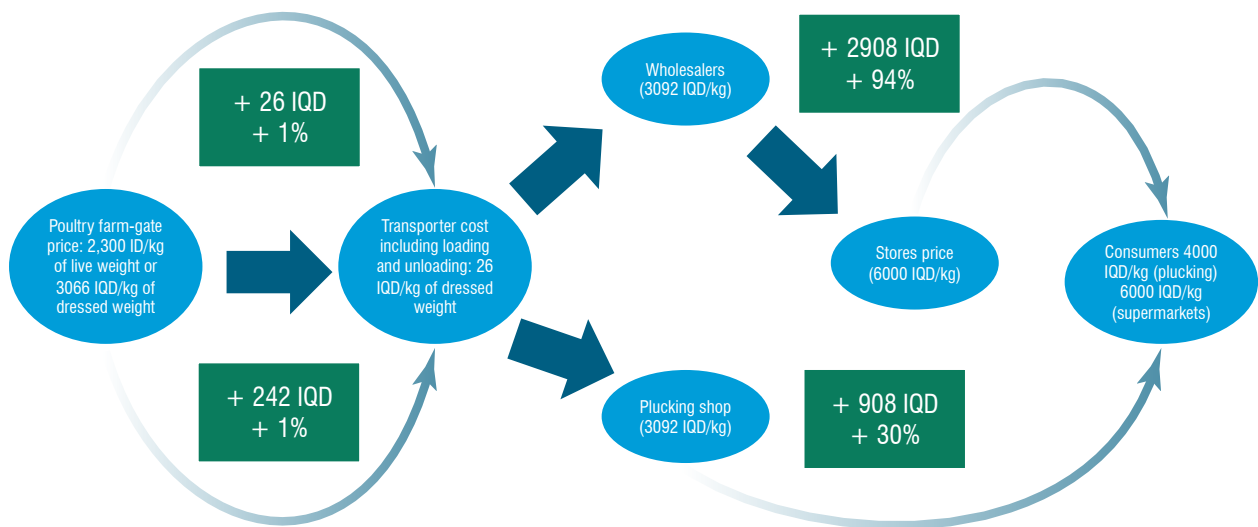 Poultry farm-gate
price: 2,300 ID/kg
of live weight or
3066 IQD/kg of
dressed weight
+ 26 IQD
+ 1%
+ 242 IQD
+ 1%
Transporter cost
including loading
and unloading: 26
IQD/kg of dressed
weight
Wholesalers
(3092 IQD/kg)
+ 2908 IQD
+ 94%
Stores price
(6000 IQD/kg)
Plucking shop
(3092 IQD/kg)
+ 908 IQD
+ 30%
Consumers 4000
IQD/kg (plucking)
6000 IQD/kg
(supermarkets)